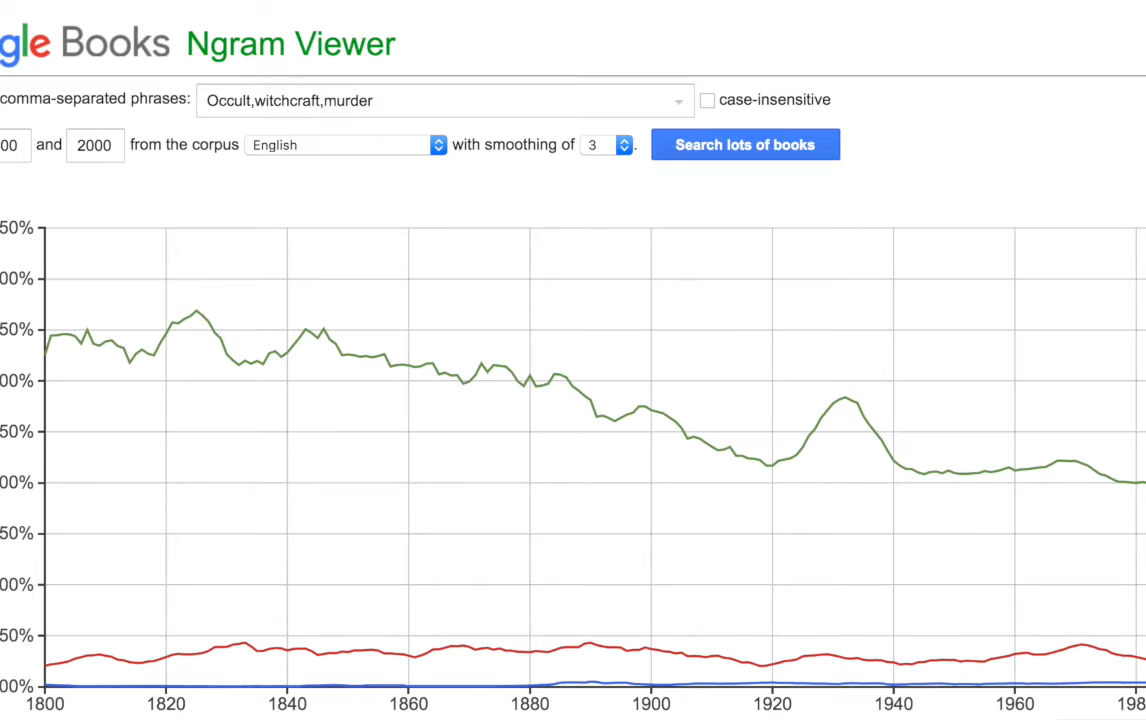 gle Books Ngram Viewer
comma-separated phrases: Occult,witchcraft,murder case-insensitive
00 and 2000 from the corpus English with smoothing of 3 . Search lots of books
50%
00%
50%
00%
50%
00%
50%
00%
50%
00%
1800 1820 1840 1860 1880 1900 1920 1940 1960 198